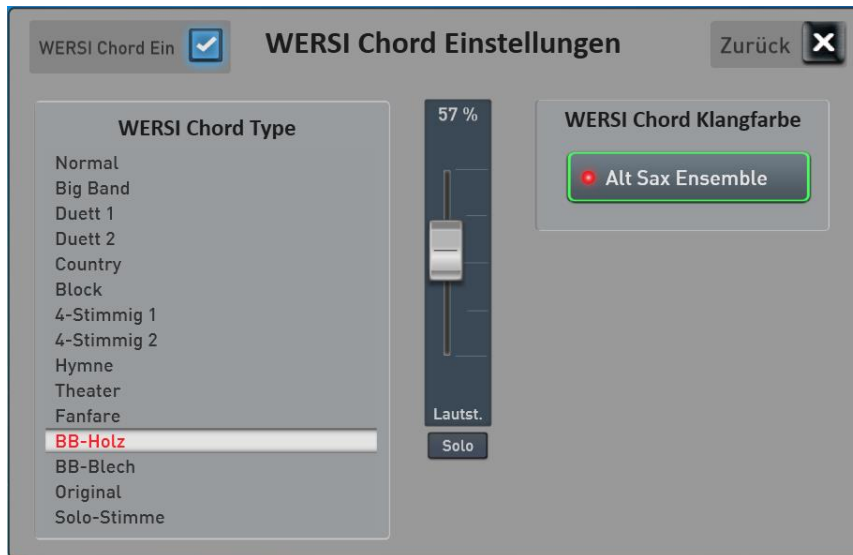 WERSI Chord Ein
WERSI Chord Einstellungen
Zurück
WERSI Chord Type
Normal
Big Band
Duett 1
Duett 2
Country
Block
4-Stimmig 1
4-Stimmig 2
Hymne
Theater
Fanfare
BB-Holz
BB-Blech
Original
Solo-Stimme
57 %
Lautst.
Solo
WERSI Chord Klangfarbe
Alt Sax Ensemble